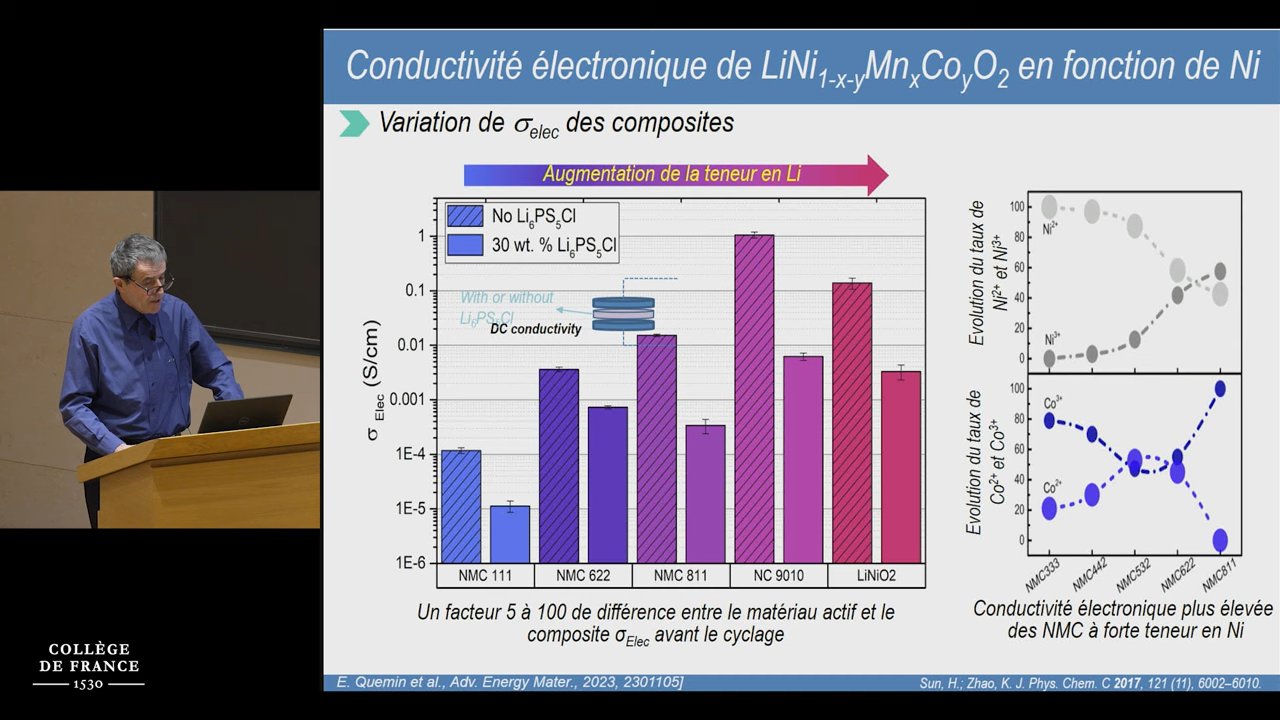 Conductivité électronique de LiNi1-x-yMnxCoyO2 en fonction de Ni
Variation de σelec des composites
Augmentation de la teneur en Li
No Li6PS5Cl
30 wt. % Li6PS5Cl
With or without
Li6PS5Cl
DC conductivity
σ Elec (S/cm)
1
0.1
0.01
0.001
1E-4
1E-5
1E-6
NMC 111
NMC 622
NMC 811
NC 9010
LiNiO2
Un facteur 5 à 100 de différence entre le matériau actif et le
composite σElec avant le cyclage
Evolution du taux de
Ni2+ et Ni3+
100
80
60
40
20
0
Ni2+
Ni3+
Evolution du taux de
Co2+ et Co3+
100
80
60
40
20
0
Co3+
Co2+
NMC333
NMC442
NMC532
NMC622
NMC811
Conductivité électronique plus élevée
des NMC à forte teneur en Ni
COLLÈGE
DE FRANCE
1530
E. Quemin et al., Adv. Energy Mater., 2023, 2301105]
Sun, H.; Zhao, K. J. Phys. Chem. C 2017, 121 (11), 6002–6010.